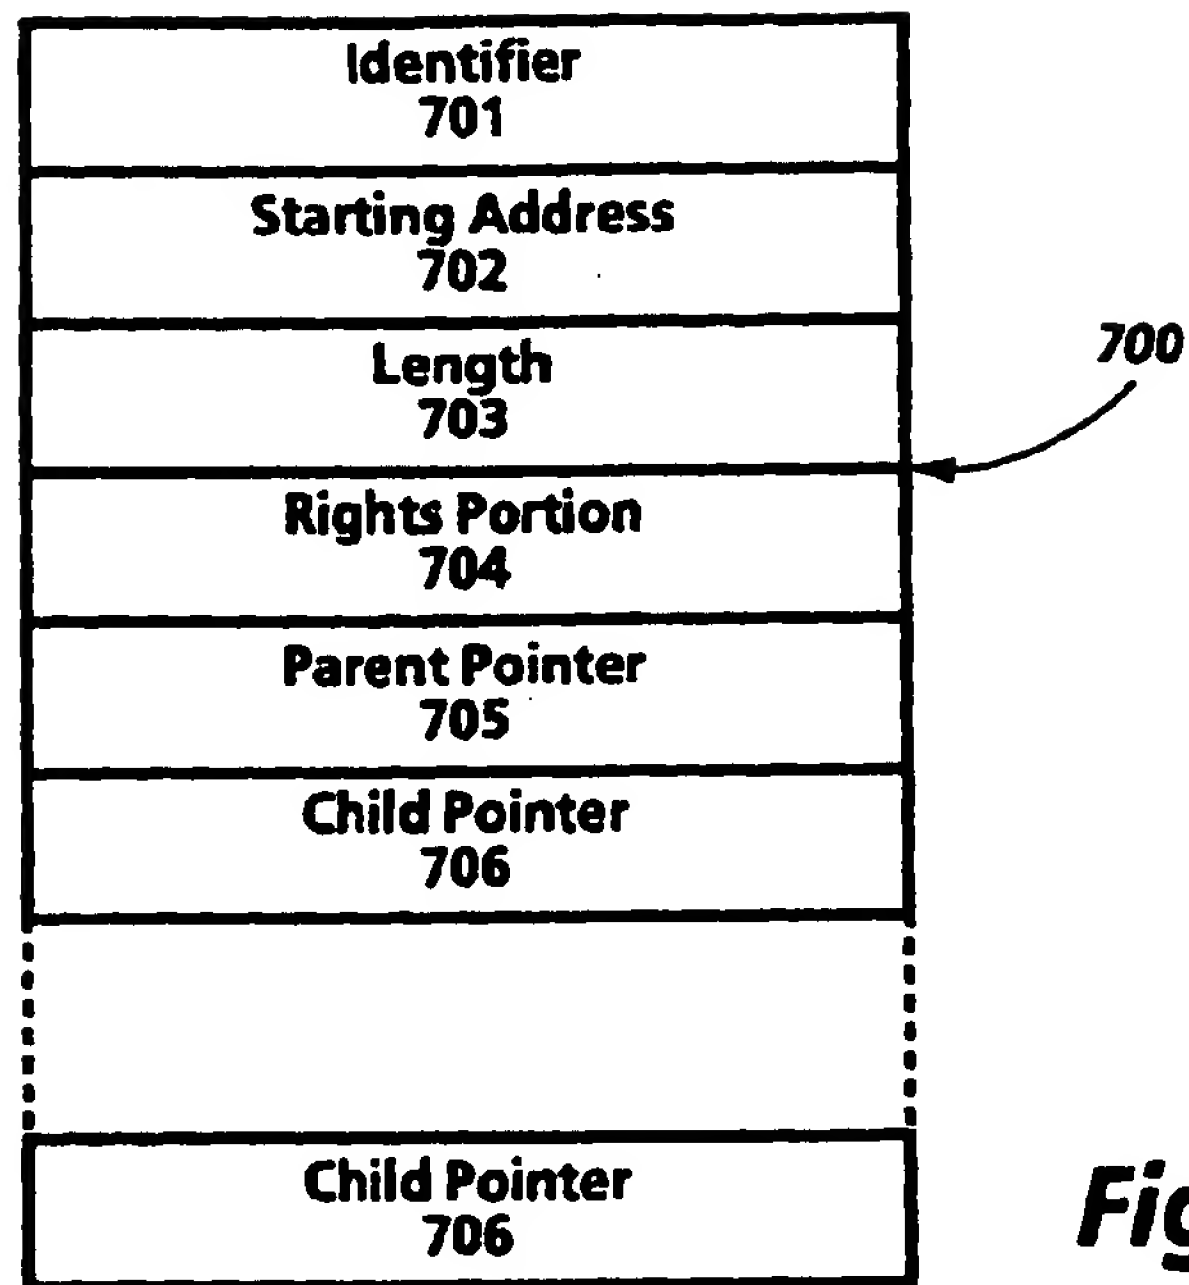 Identifier
701
Starting Address
702
Length
703
700
Rights Portion
704
Parent Pointer
705
Child Pointer
706
Child Pointer
706
Fig